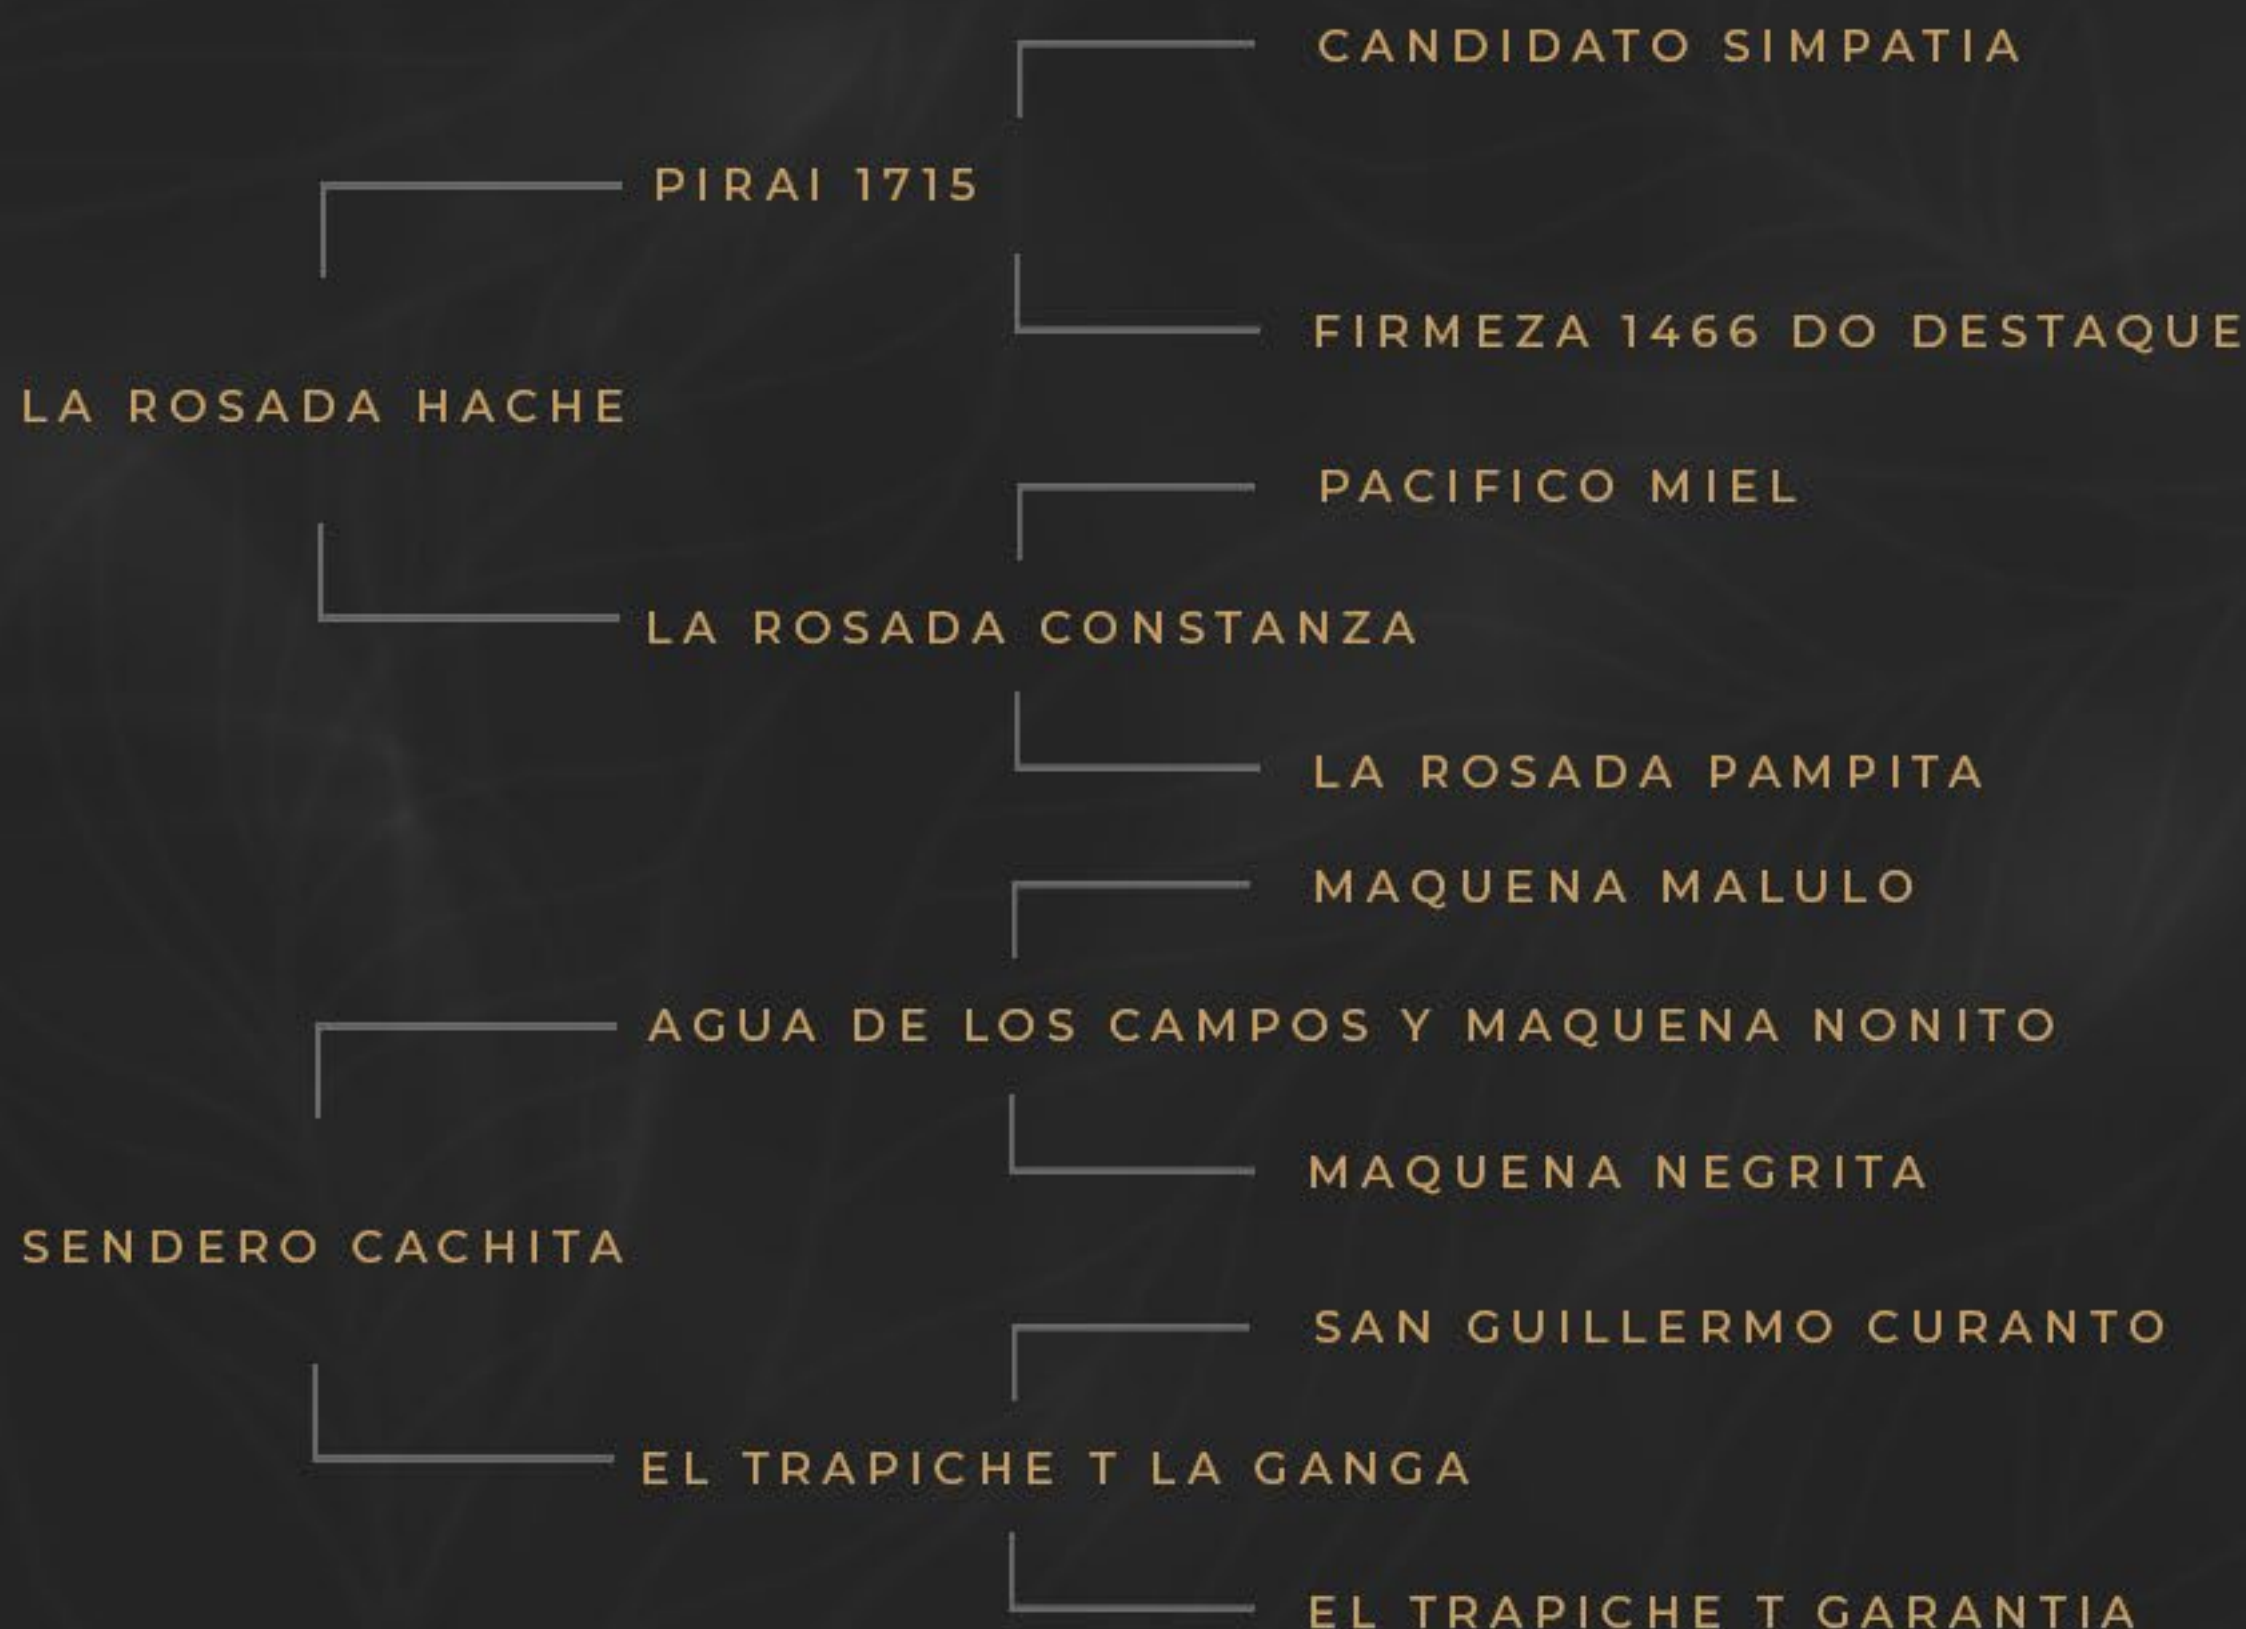 CANDIDATO SIMPATIA
PIRAI 1715
FIRMEZA 1466 DO DESTAQUE
LA ROSADA HACHE
PACIFICO MIEL
LA ROSADA CONSTANZA
LA ROSADA PAMPITA
MAQUENA MALULO
AGUA DE LOS CAMPOS Y MAQUENA NONITO
MAQUENA NEGRITA
SENDERO CACHITA
SAN GUILLERMO CURANTO
EL TRAPICHE T LA GANGA
EL TRAPICHE T GARANTIA